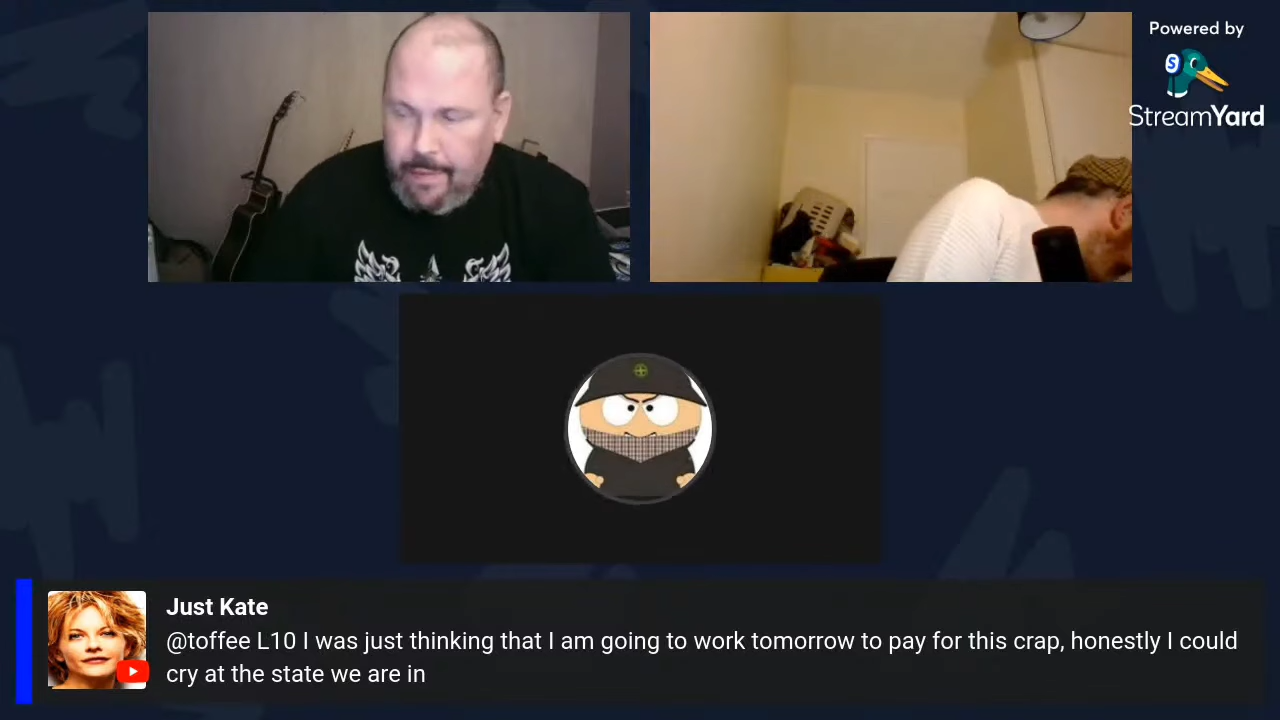 Powered by
StreamYard
Just Kate
@toffee L10 I was just thinking that I am going to work tomorrow to pay for this crap, honestly I could
cry at the state we are in